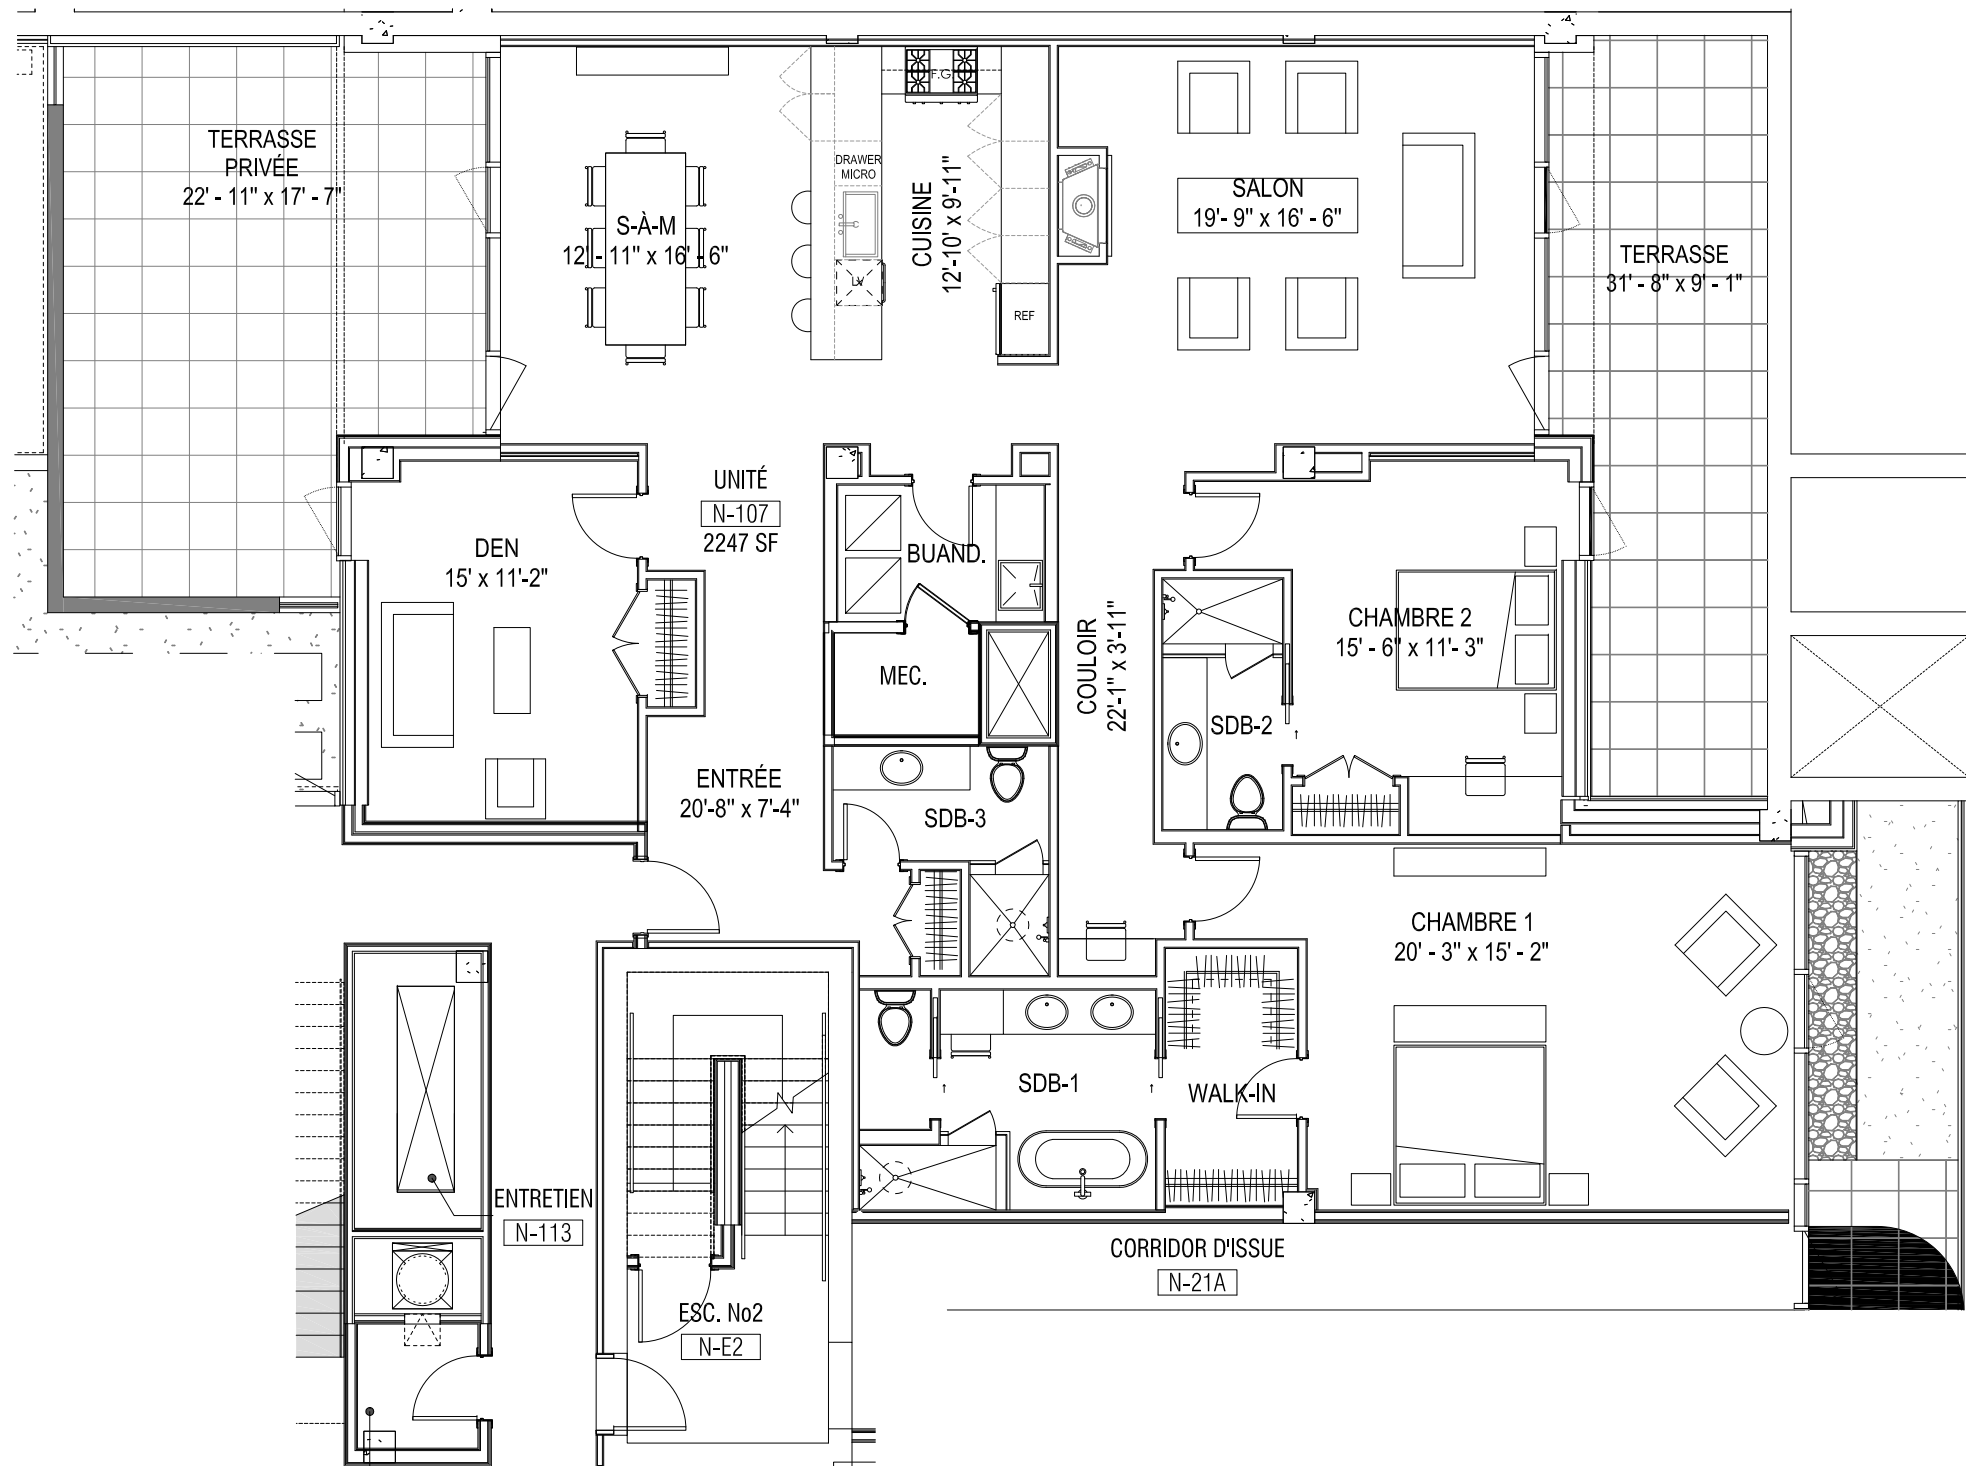 TERRASSE
PRIVÉE
22' - 11" x 17' - 7"
S-À-M
12' - 11" x 16' - 6"
DRAWER
MICRO
LV
F.G.
CUISINE
12'-10' x 9'-11"
REF
SALON
19'- 9" x 16' - 6"
TERRASSE
31' - 8" x 9' - 1"
UNITÉ
N-107
2247 SF
DEN
15' x 11'-2"
BUAND.
MEC.
COULOIR
22'-1" x 3'-11"
CHAMBRE 2
15' - 6" x 11'- 3"
SDB-2
ENTRÉE
20'-8" x 7'-4"
SDB-3
CHAMBRE 1
20' - 3" x 15' - 2"
SDB-1
WALK-IN
ENTRETIEN
N-113
CORRIDOR D'ISSUE
N-21A
ESC. No2
N-E2